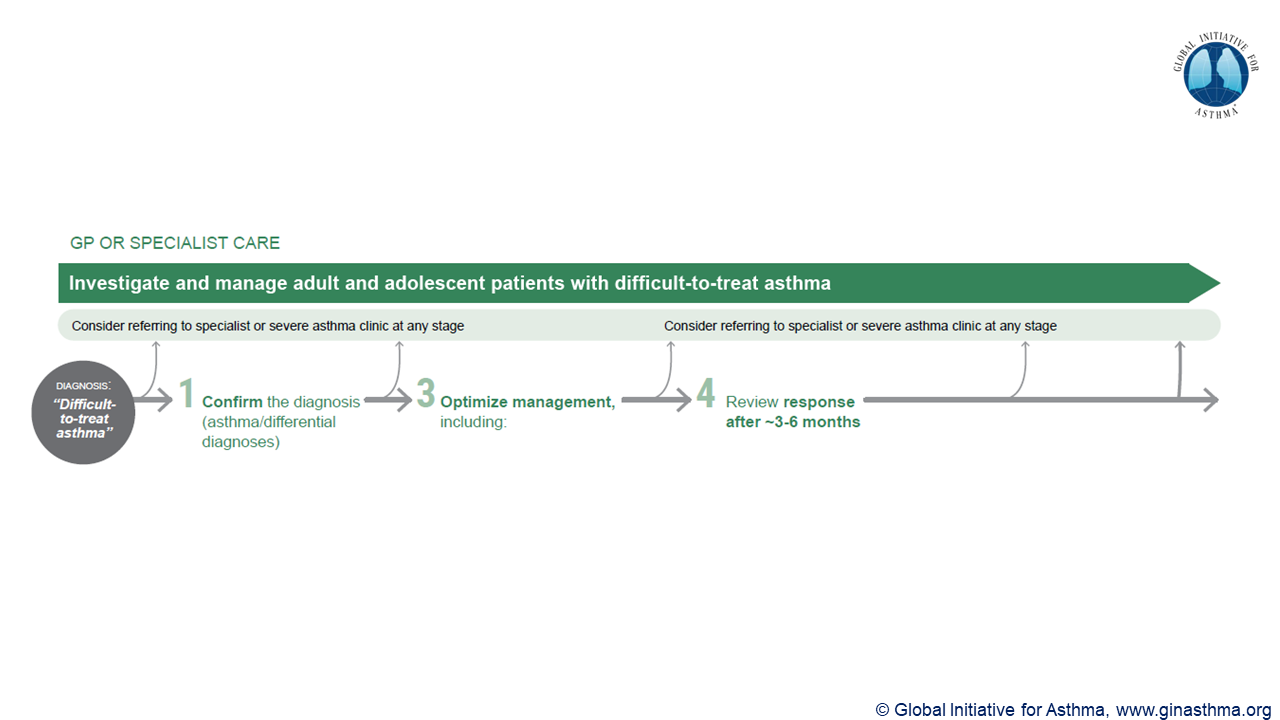 GLOBAL INITIATIVE FOR
ASTHMA
GP OR SPECIALIST CARE
Investigate and manage adult and adolescent patients with difficult-to-treat asthma
Consider referring to specialist or severe asthma clinic at any stage
Consider referring to specialist or severe asthma clinic at any stage
DIAGNOSIS:
“Difficult-
to-treat
asthma”
1
Confirm the diagnosis
(asthma/differential
diagnoses)
3
Optimize management,
including:
4
Review response
after ~3-6 months
© Global Initiative for Asthma, www.ginasthma.org